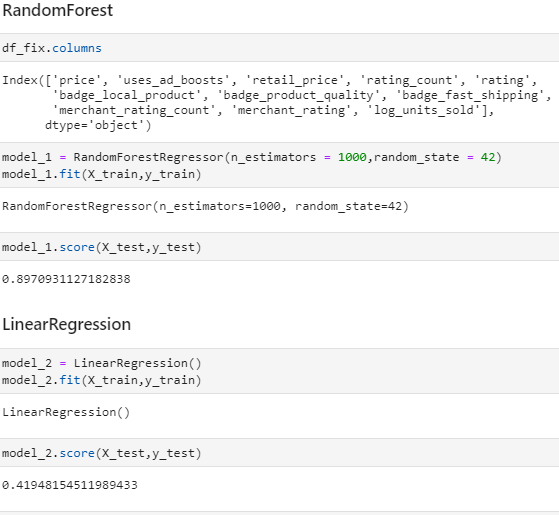 RandomForest
df_fix.columns
Index(['price', 'uses_ad_boosts', 'retail_price', 'rating_count', 'rating',
'badge_local_product', 'badge_product_quality', 'badge_fast_shipping',
'merchant_rating_count', 'merchant_rating', 'log_units_sold'],
dtype='object')
model_1 = RandomForestRegressor(n_estimators = 1000,random_state = 42)
model_1.fit(X_train,y_train)
RandomForestRegressor(n_estimators=1000, random_state=42)
model_1.score(X_test,y_test)
0.8970931127182838
LinearRegression
model_2 = LinearRegression()
model_2.fit(X_train,y_train)
LinearRegression()
model_2.score(X_test,y_test)
0.41948154511989433